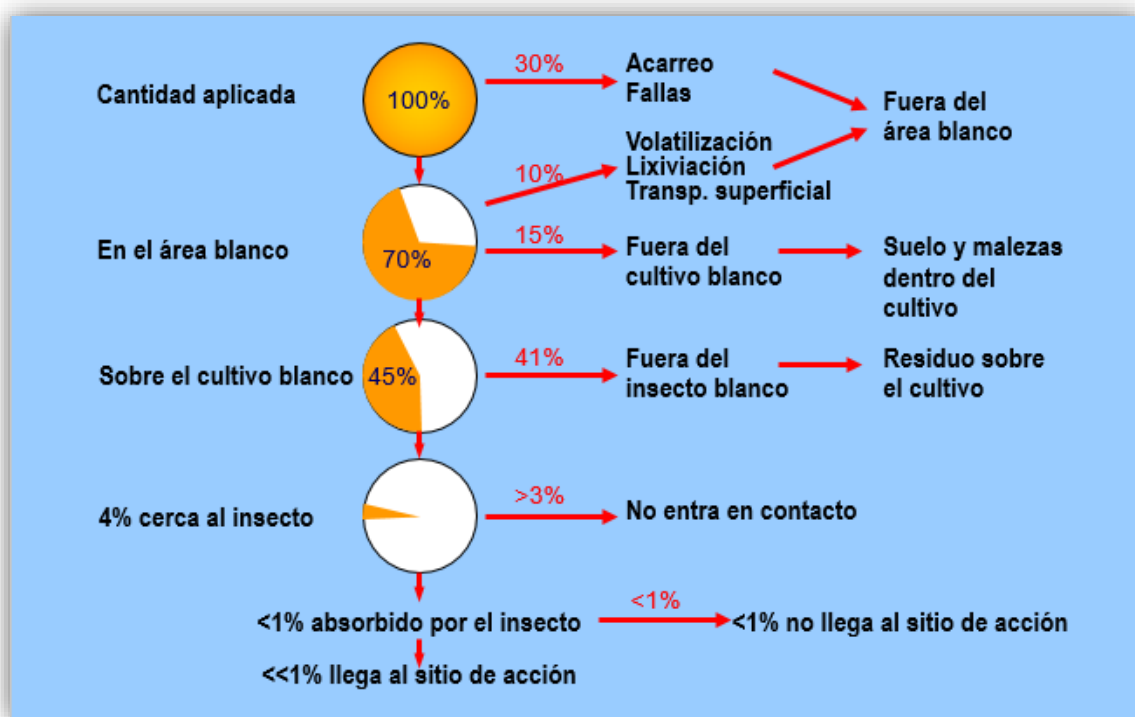 30%
Acarreo
Fallas
Cantidad aplicada
100%
Fuera del
área blanco
Volatilización
Lixiviación
Transp. superficial
10%
En el área blanco
70%
15%
Fuera del
cultivo blanco
Suelo y malezas
dentro del
cultivo
Sobre el cultivo blanco
45%
41%
Fuera del
insecto blanco
Residuo sobre
el cultivo
4% cerca al insecto
>3%
No entra en contacto
<1% absorbido por el insecto
<1%
<1% no llega al sitio de acción
<<1% llega al sitio de acción